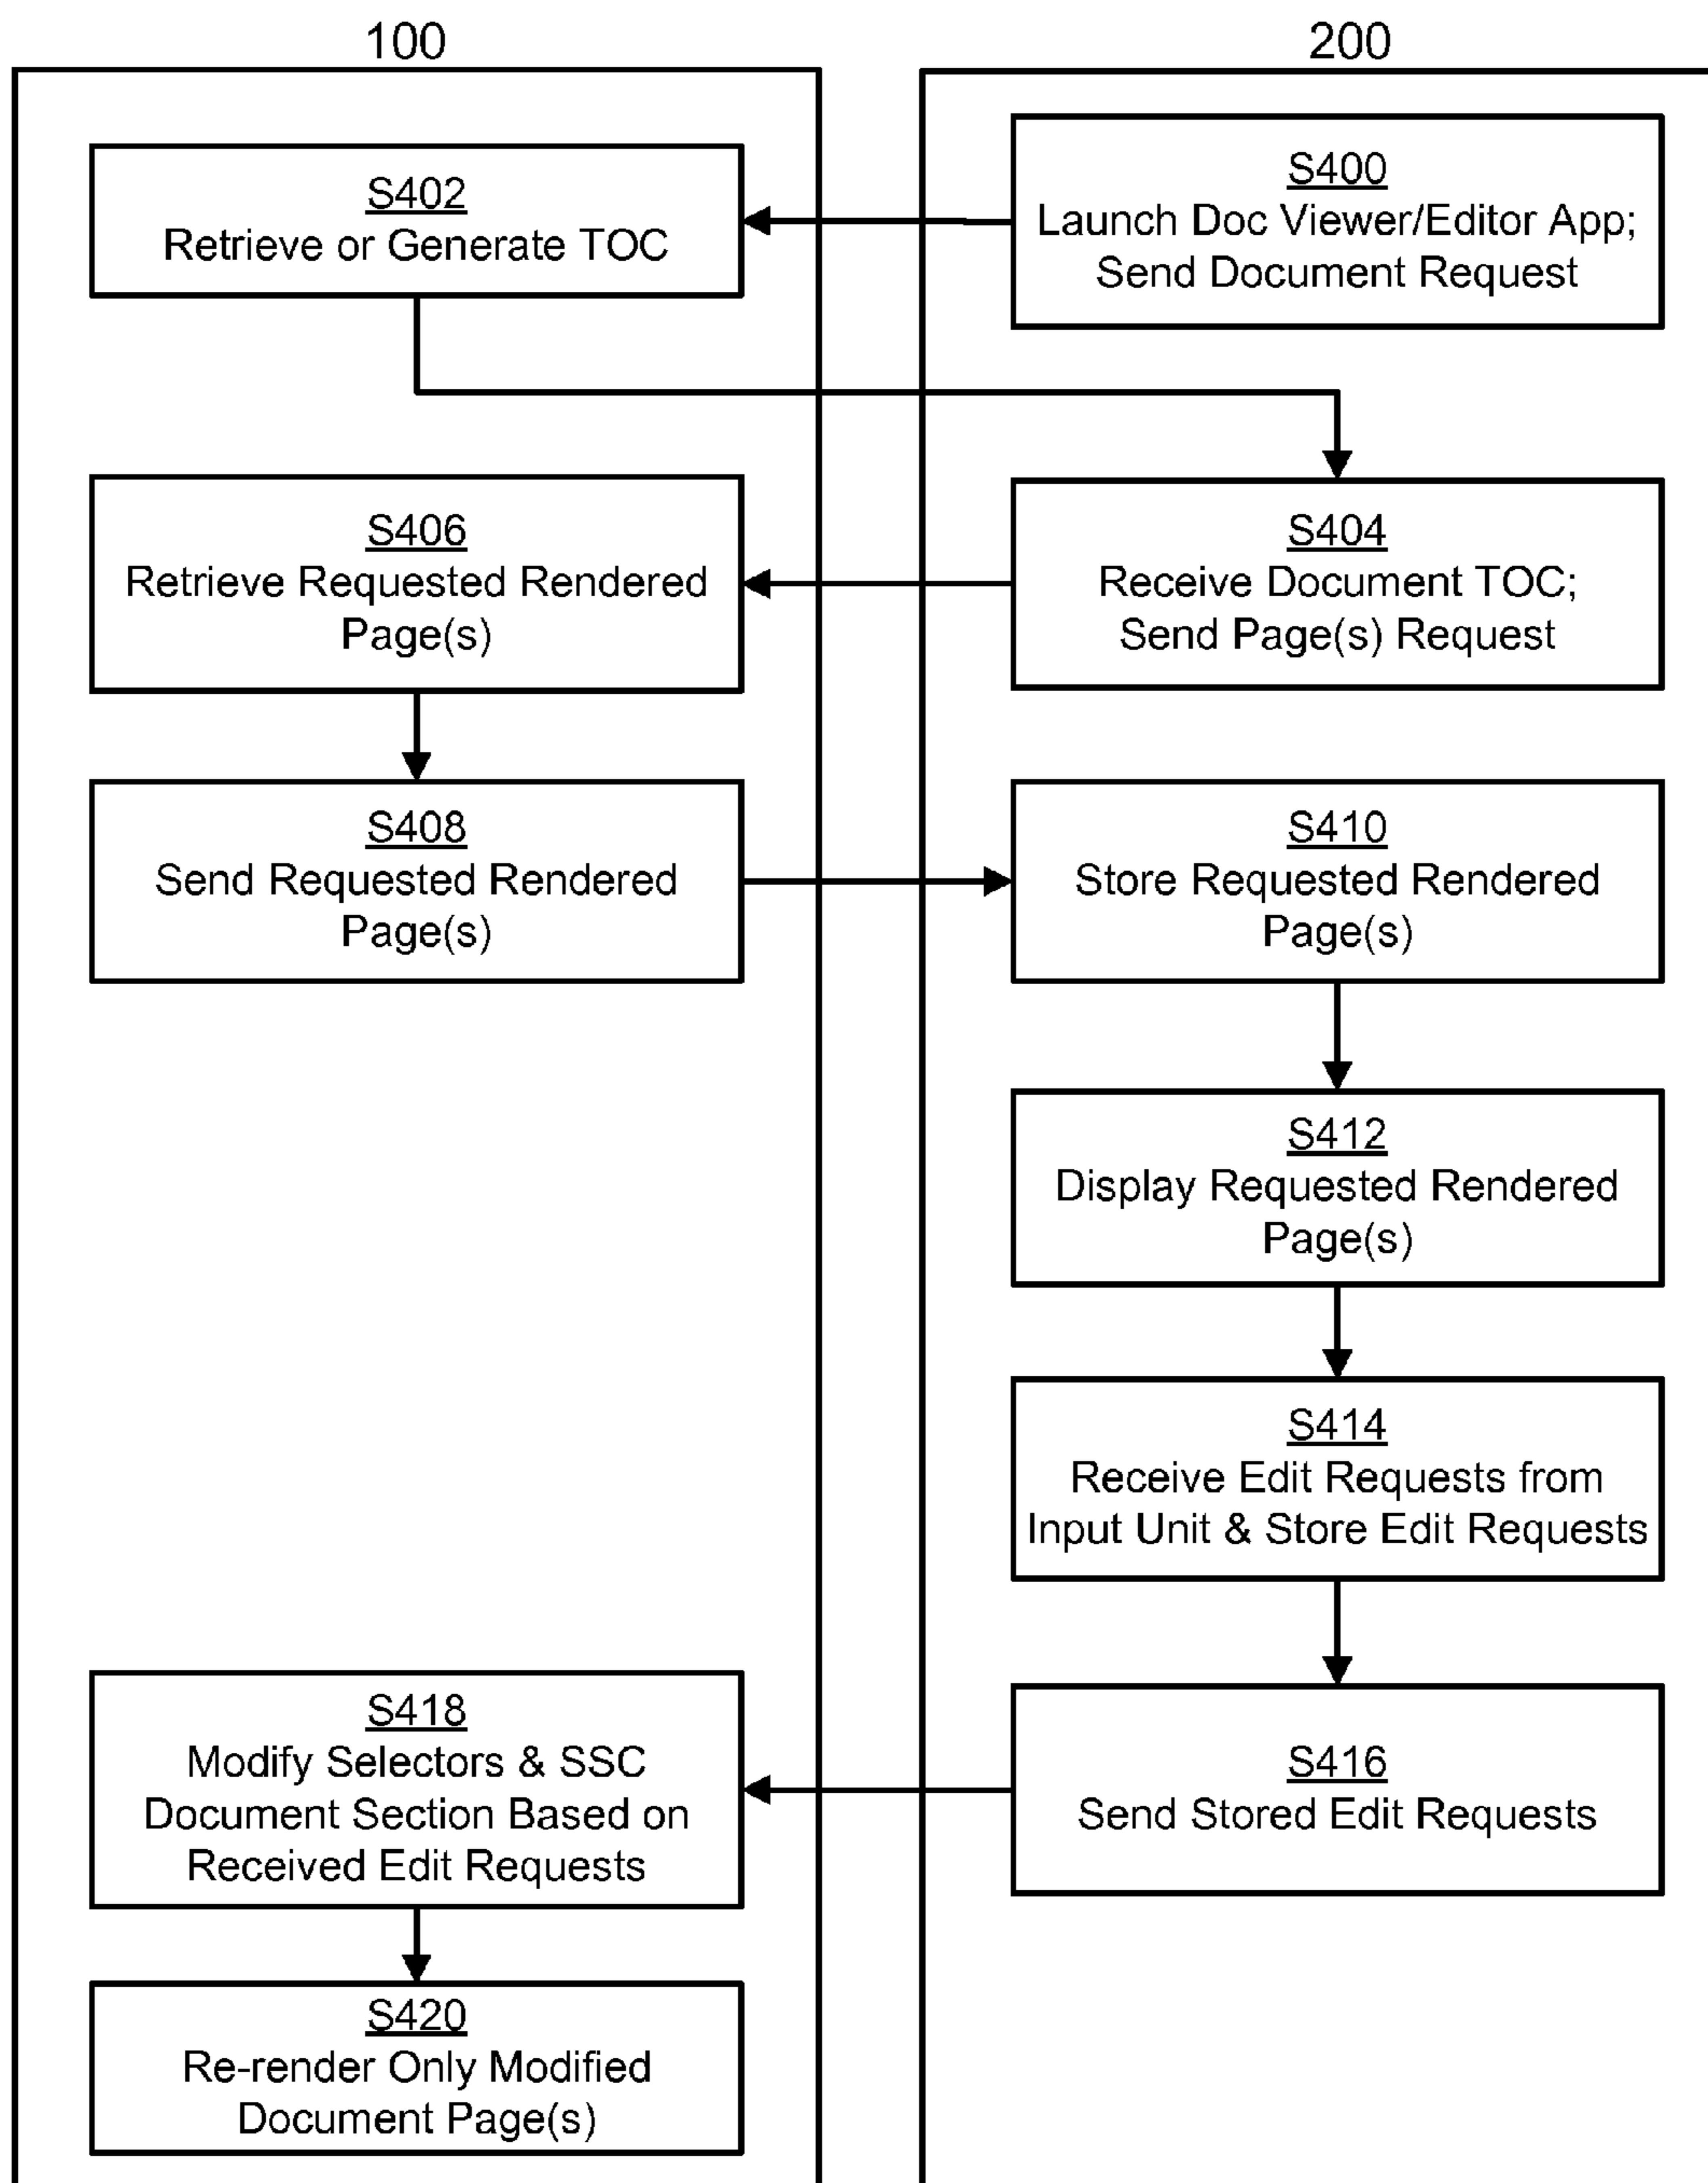 100
200
S400
Launch Doc Viewer/Editor App;
Send Document Request
S402
Retrieve or Generate TOC
S404
Receive Document TOC;
Send Page(s) Request
S406
Retrieve Requested Rendered
Page(s)
S408
Send Requested Rendered
Page(s)
S410
Store Requested Rendered
Page(s)
S412
Display Requested Rendered
Page(s)
S414
Receive Edit Requests from
Input Unit & Store Edit Requests
S416
Send Stored Edit Requests
S418
Modify Selectors & SSC
Document Section Based on
Received Edit Requests
S420
Re-render Only Modified
Document Page(s)